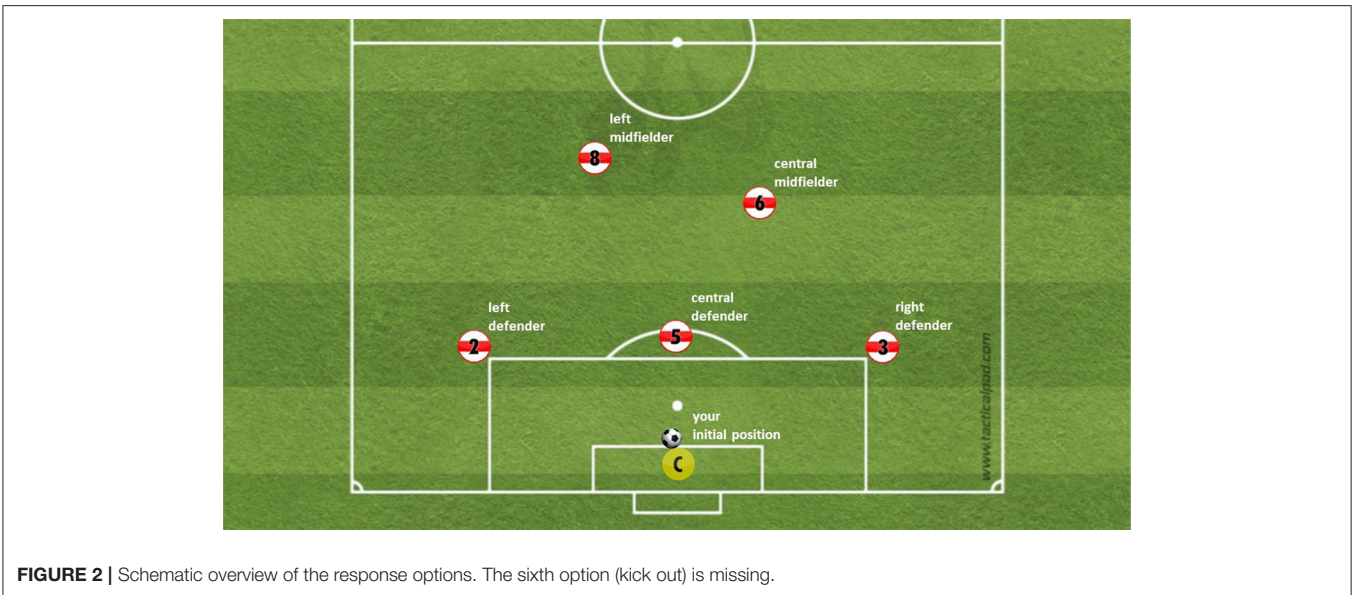 left
midfielder
8
central
midfielder
6
left
defender
2
central
defender
5
right
defender
3
your
initial position
C
www.tacticalpad.com
FIGURE 2 | Schematic overview of the response options. The sixth option (kick out) is missing.